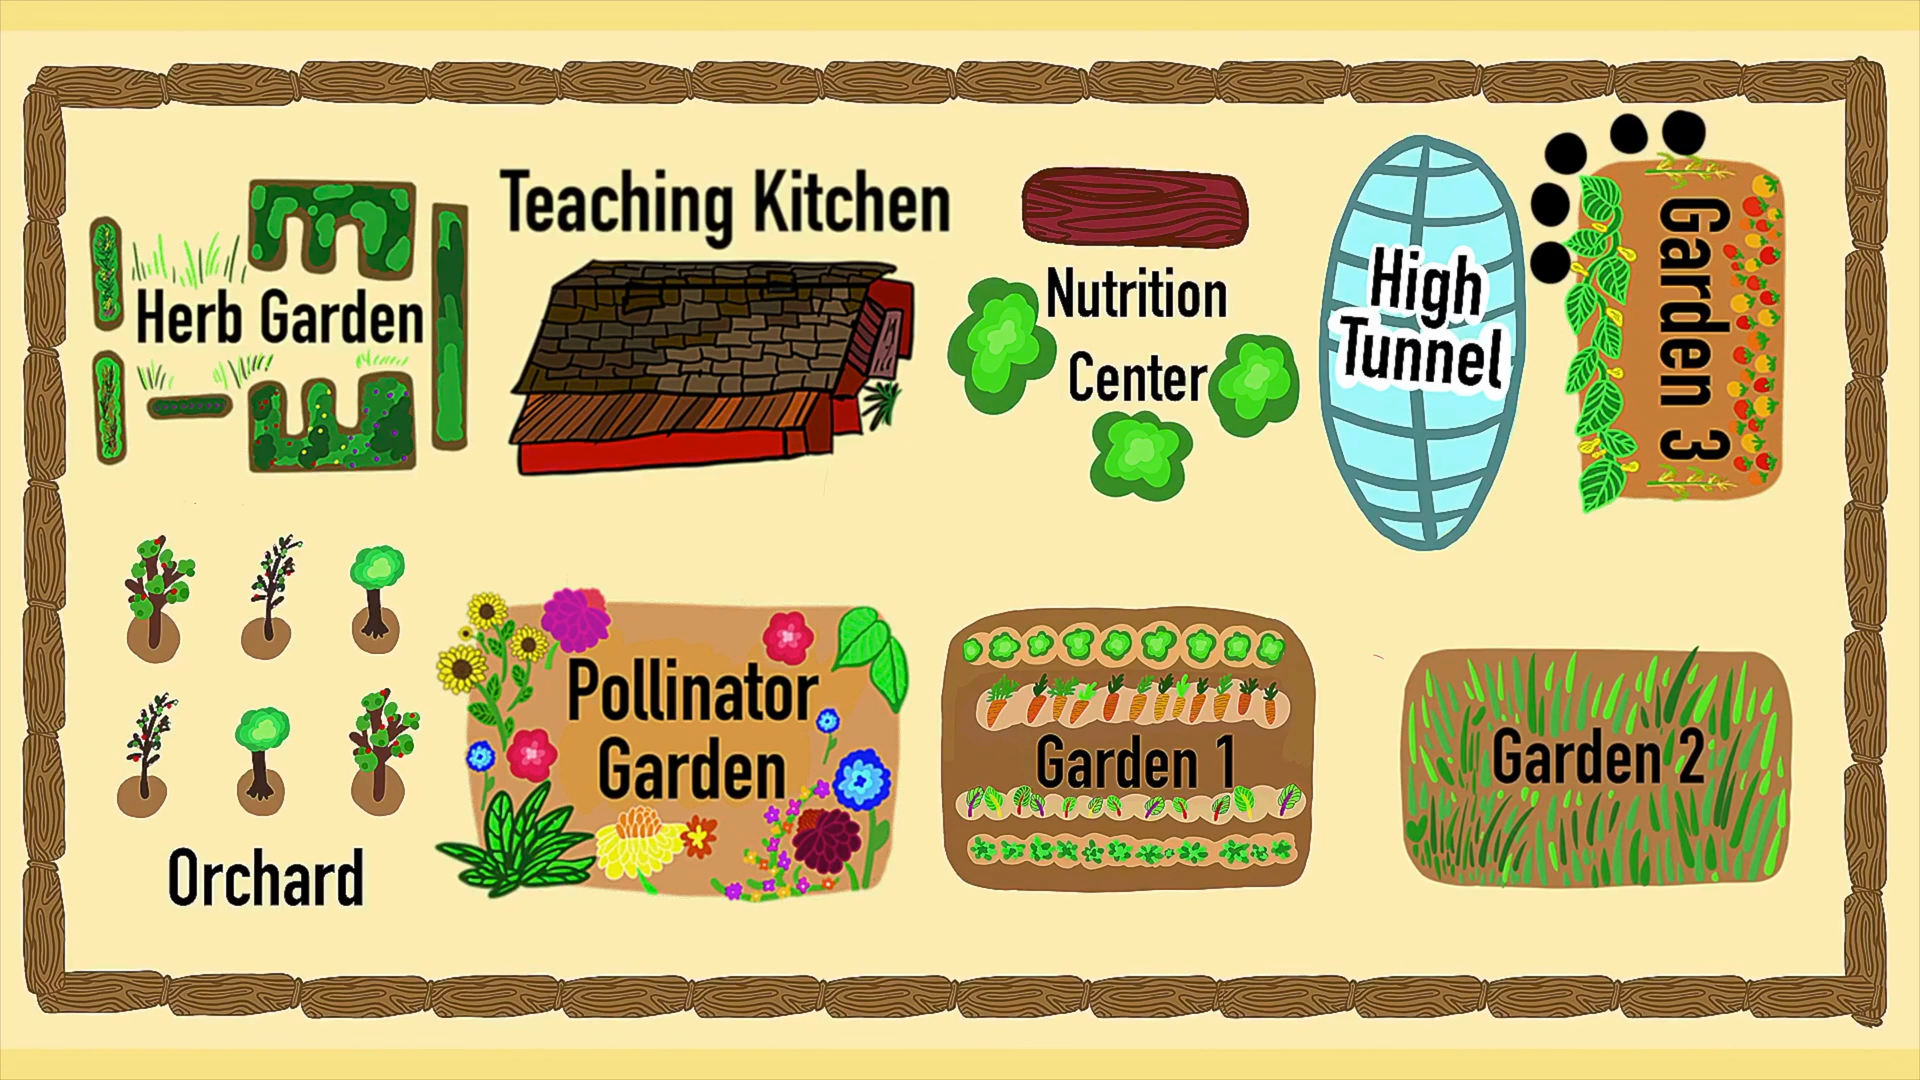 Teaching Kitchen
Herb Garden
Nutrition
Center
High
Tunnel
Garden 3
Orchard
Pollinator
Garden
Garden 1
Garden 2